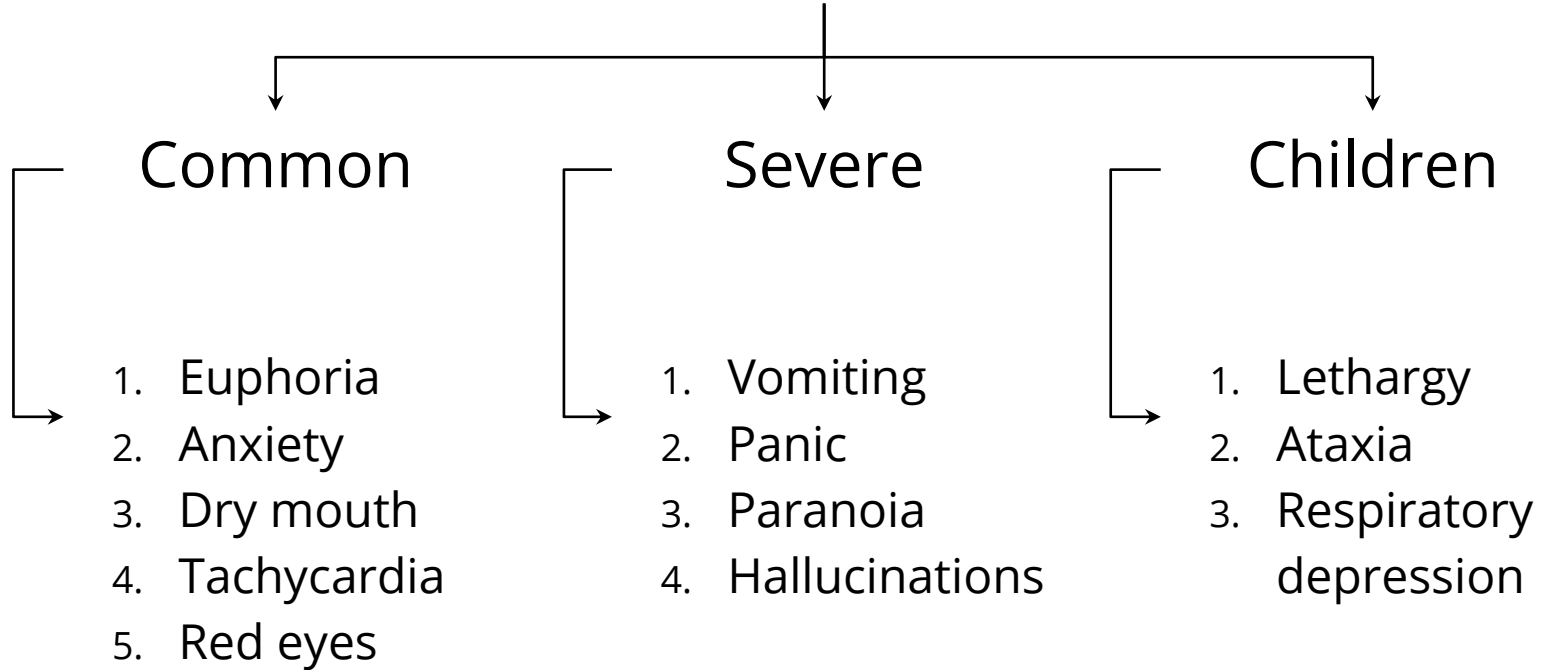 Common
1. Euphoria
2. Anxiety
3. Dry mouth
4. Tachycardia
5. Red eyes
Severe
1. Vomiting
2. Panic
3. Paranoia
4. Hallucinations
Children
1. Lethargy
2. Ataxia
3. Respiratory
depression